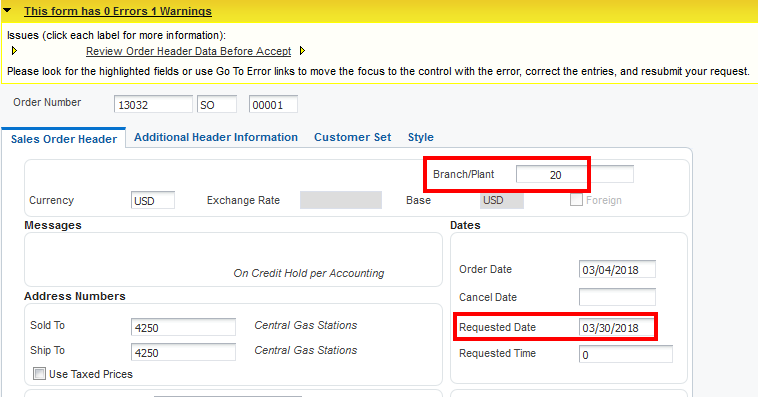 This form has 0 Errors 1 Warnings
Issues (click each label for more information):
Review Order Header Data Before Accept
Please look for the highlighted fields or use Go To Error links to move the focus to the control with the error, correct the entries, and resubmit your request.
Order Number 13032 SO 00001
Sales Order Header Additional Header Information Customer Set Style
Branch/Plant 20
Currency USD Exchange Rate Base USD Foreign
Messages
On Credit Hold per Accounting
Dates
Order Date 03/04/2018
Cancel Date
Requested Date 03/30/2018
Requested Time 0
Address Numbers
Sold To 4250 Central Gas Stations
Ship To 4250 Central Gas Stations
Use Taxed Prices